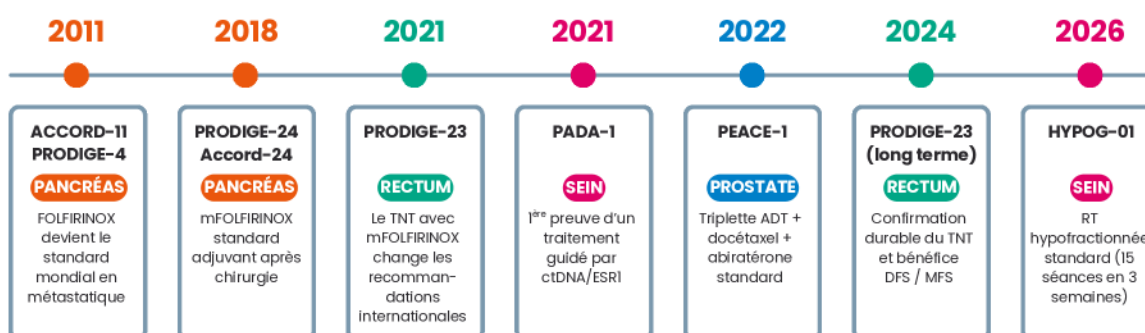 2011
2018
2021
2021
2022
2024
2026
ACCORD-11
PRODIGE-4
PANCRÉAS
FOLFIRINOX
devient le
standard
mondial en
métastatique
PRODIGE-24
Accord-24
PANCRÉAS
mFOLFIRINOX
standard
adjuvant après
chirurgie
PRODIGE-23
RECTUM
Le TNT avec
mFOLFIRINOX
change les
recomman-
dations
internationales
PADA-1
SEIN
1ère preuve d'un
traitement
guidé par
ctDNA/ESR1
PEACE-1
PROSTATE
Triplette ADT +
docétaxel +
abiratérone
standard
PRODIGE-23
(long terme)
RECTUM
Confirmation
durable du TNT
et bénéfice
DFS / MFS
HYPOG-01
SEIN
RT
hypofractionnée
standard (15
séances en 3
semaines)